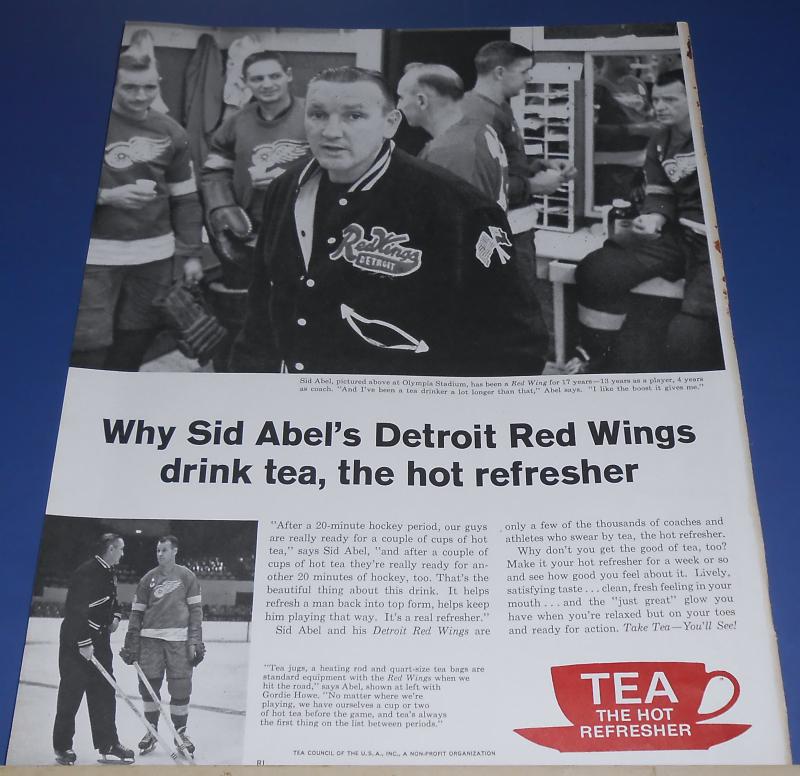 Red Wings
DETROIT
Sid Abel, pictured above at Olympia Stadium, has been a Red Wing for 17 years—13 years as a player, 4 years
as coach. "And I've been a tea drinker a lot longer than that," Abel says. "I like the boost it gives me."
Why Sid Abel's Detroit Red Wings
drink tea, the hot refresher
"After a 20-minute hockey period, our guys
are really ready for a couple of cups of hot
tea," says Sid Abel, "and after a couple of
cups of hot tea they're really ready for an-
other 20 minutes of hockey, too. That's the
beautiful thing about this drink. It helps
refresh a man back into top form, helps keep
him playing that way. It's a real refresher."
Sid Abel and his Detroit Red Wings are
only a few of the thousands of coaches and
athletes who swear by tea, the hot refresher.
Why don't you get the good of tea, too?
Make it your hot refresher for a week or so
and see how good you feel about it. Lively,
satisfying taste . . . clean, fresh feeling in your
mouth . . . and the "just great" glow you
have when you're relaxed but on your toes
and ready for action. Take Tea—You'll See!
"Tea jugs, a heating rod and quart-size tea bags are
standard equipment with the Red Wings when we
hit the road," says Abel, shown at left with
Gordie Howe. "No matter where we're
playing, we have ourselves a cup or two
of hot tea before the game, and tea's always
the first thing on the list between periods."
TEA
THE HOT
REFRESHER
TEA COUNCIL OF THE U.S.A., INC., A NON-PROFIT ORGANIZATION